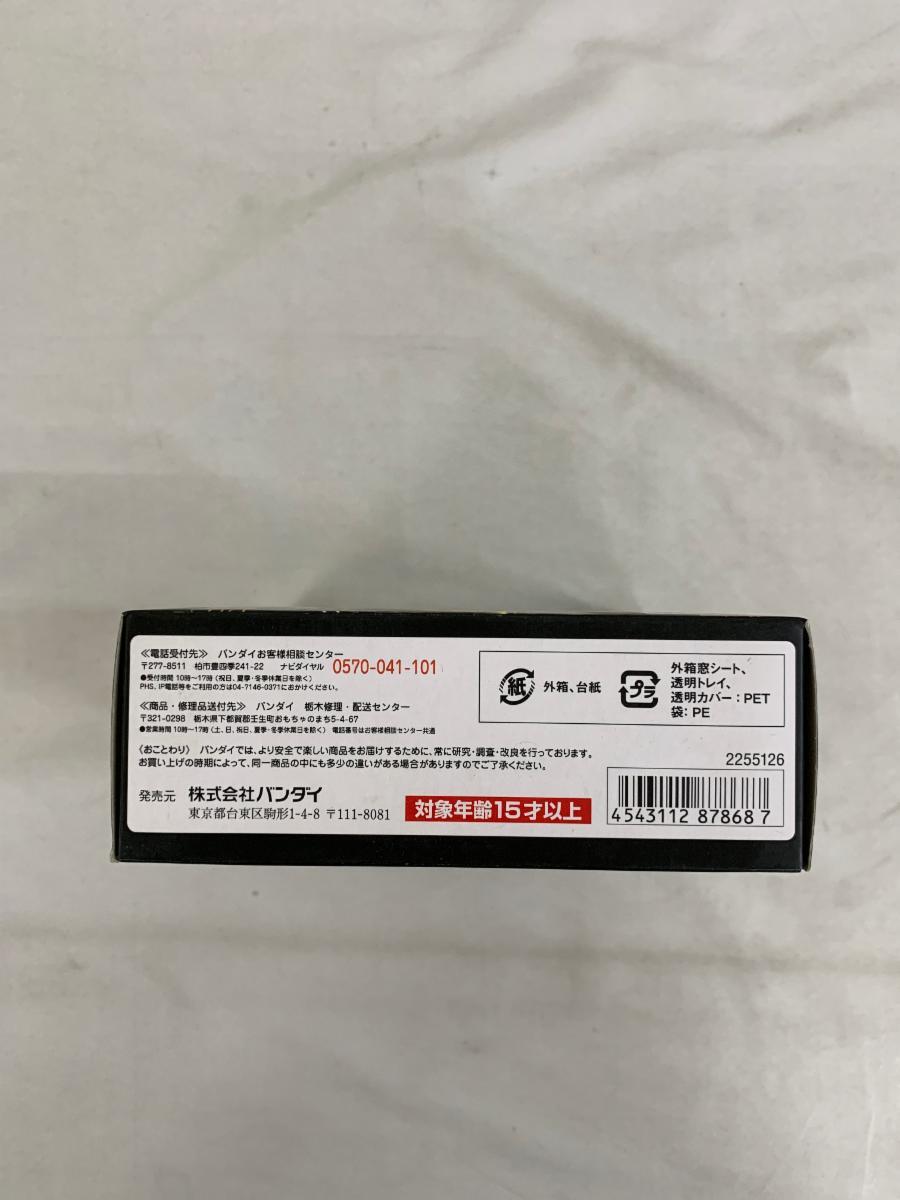 ≪電話受付先≫ バンダイお客様相談センター
〒277-8511 柏市豊四季241-22 ナビダイヤル 0570-041-101
●受付時間 10時～17時(祝日、夏季・冬季休業日を除く)
PHS、IP電話等をご利用の方は04-7146-0371におかけください。
≪商品・修理品送付先≫ バンダイ 栃木修理・配送センター
〒321-0298 栃木県下都賀郡壬生町おもちゃのまち5-4-67
●営業時間 10時～17時(土、日、祝日、夏季・冬季休業日を除く) 電話番号はお客様相談センター共通
〈おことわり〉 バンダイでは、より安全で楽しい商品をお届けするために、常に研究・調査・改良を行っております。
お買い上げの時期によって、同一商品の中にも多少の違いがある場合がありますのでご了承ください。
発売元 株式会社バンダイ
東京都台東区駒形1-4-8 〒111-8081
対象年齢15才以上
紙 外箱、台紙
プラ 外箱窓シート、
透明トレイ、
透明カバー：PET
袋：PE
2255126
4543112 878687